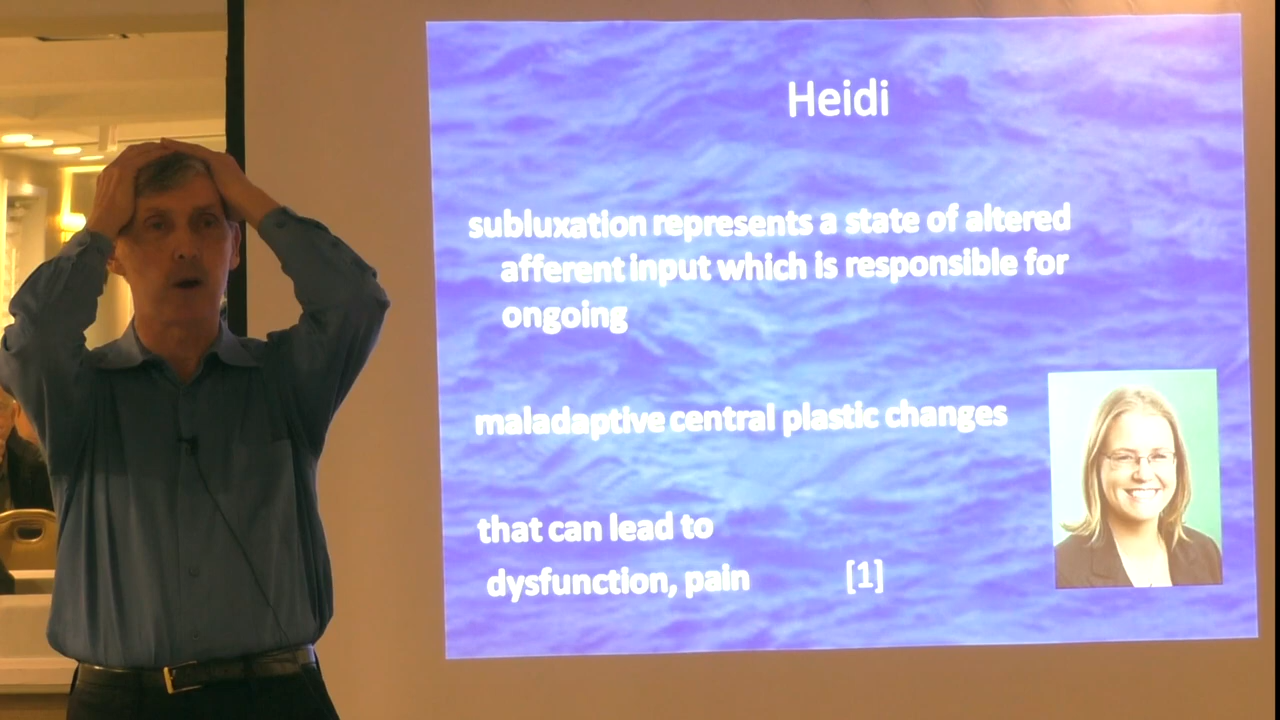 Heidi
subluxation represents a state of altered
afferent input which is responsible for
ongoing
maladaptive central plastic changes
that can lead to
dysfunction, pain [1]